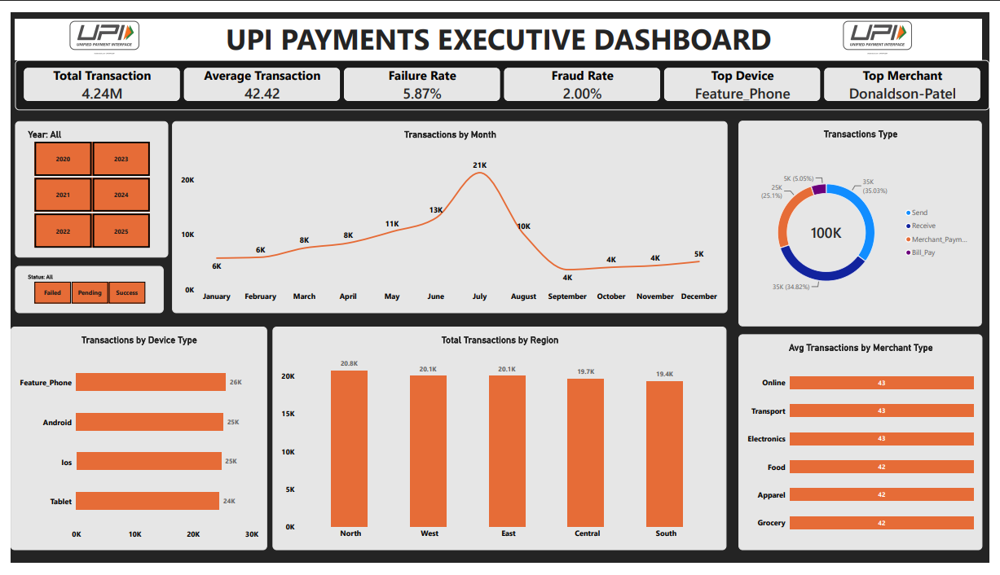 UPI
UNIFIED PAYMENT INTERFACE
UPI PAYMENTS EXECUTIVE DASHBOARD
UPI
UNIFIED PAYMENT INTERFACE
Total Transaction
4.24M
Average Transaction
42.42
Failure Rate
5.87%
Fraud Rate
2.00%
Top Device
Feature_Phone
Top Merchant
Donaldson-Patel
Year: All
2020
2023
2021
2024
2022
2025
Status: All
Failed
Pending
Success
Transactions by Month
20K
10K
0K
6K
6K
8K
8K
11K
13K
21K
10K
4K
4K
4K
5K
January
February
March
April
May
June
July
August
September
October
November
December
Transactions Type
5K (5.05%)
35K
(35.03%)
25K
(25.1%)
100K
35K (34.82%)
Send
Receive
Merchant_Paym...
Bill_Pay
Transactions by Device Type
Feature_Phone
26K
Android
25K
Ios
25K
Tablet
24K
0K
10K
20K
30K
Total Transactions by Region
20K
15K
10K
5K
0K
20.8K
20.1K
20.1K
19.7K
19.4K
North
West
East
Central
South
Avg Transactions by Merchant Type
Online
43
Transport
43
Electronics
43
Food
42
Apparel
42
Grocery
42